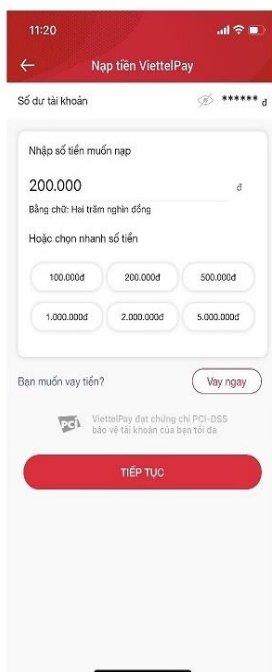 11:20
Nạp tiền ViettelPay
Số dư tài khoản ****** đ
Nhập số tiền muốn nạp
200.000 đ
Bằng chữ: Hai trăm nghìn đồng
Hoặc chọn nhanh số tiền
100.000đ 200.000đ 500.000đ
1.000.000đ 2.000.000đ 5.000.000đ
Bạn muốn vay tiền? Vay ngay
PCI ViettelPay đạt chứng chỉ PCI-DSS
bảo vệ tài khoản của bạn tối đa
TIẾP TỤC